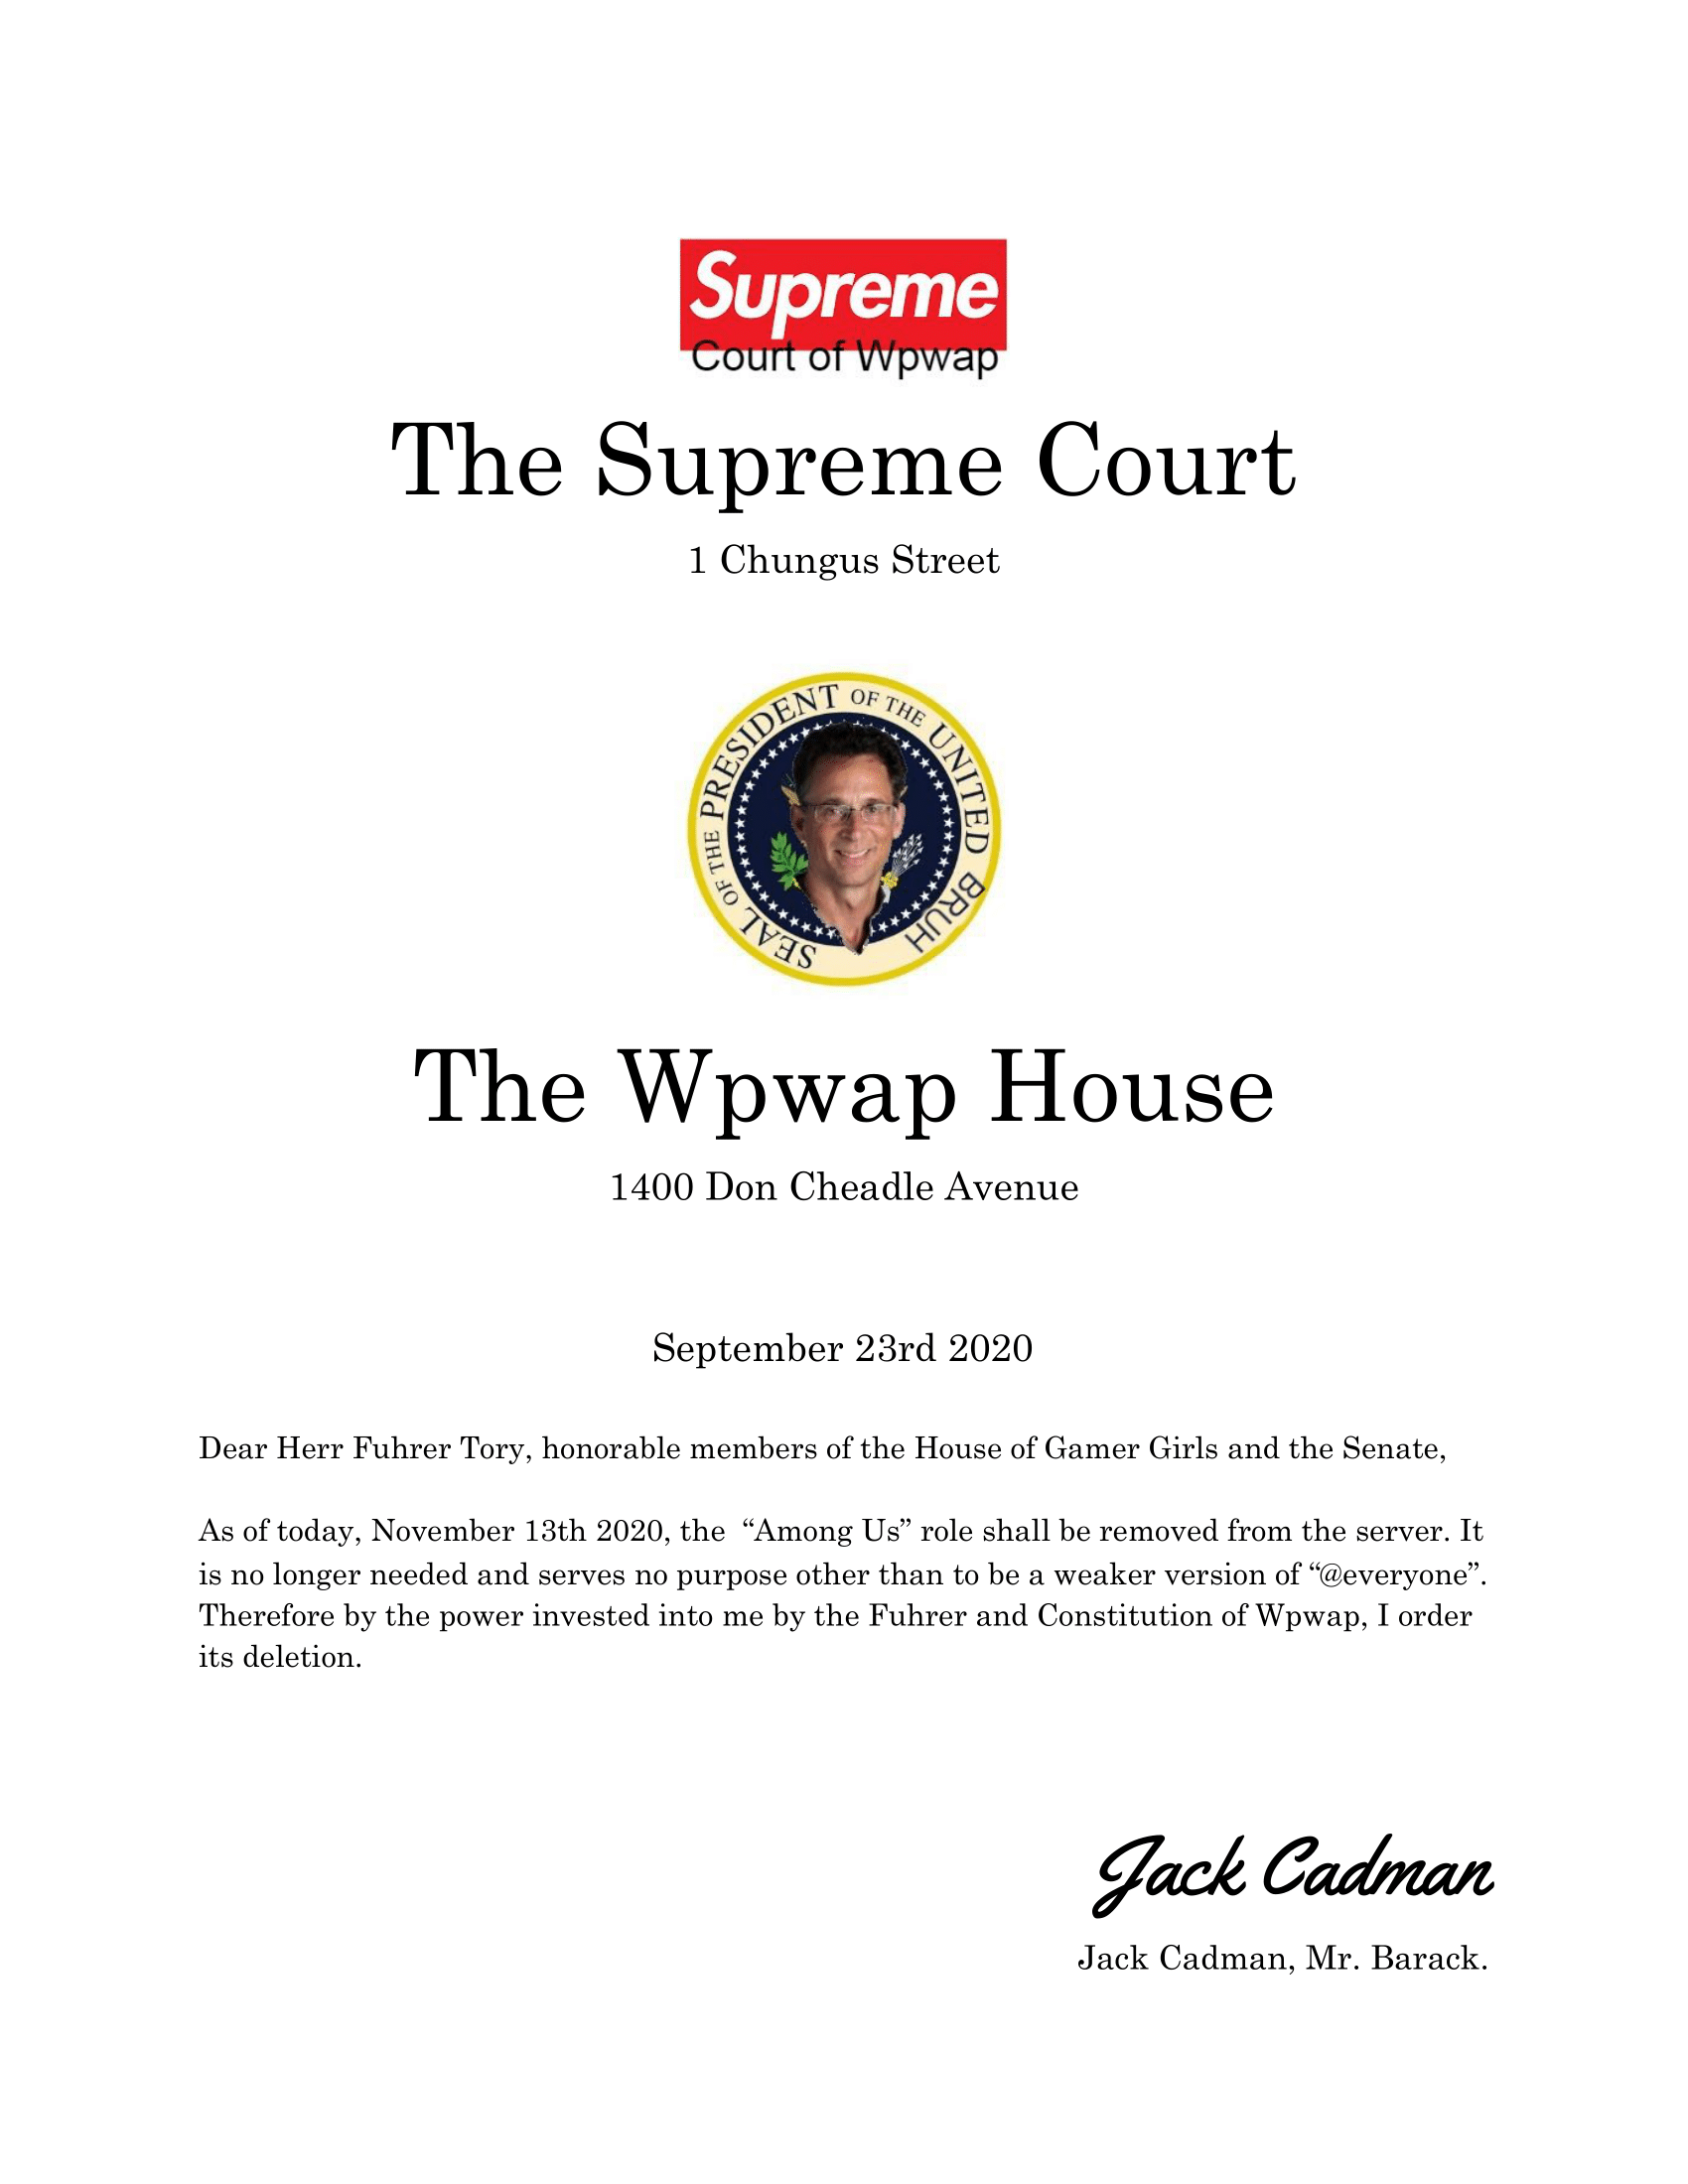 Supreme
Court of Wpwap
The Supreme Court
1 Chungus Street
SEAL OF THE PRESIDENT OF THE UNITED BRUH
The Wpwap House
1400 Don Cheadle Avenue
September 23rd 2020
Dear Herr Fuhrer Tory, honorable members of the House of Gamer Girls and the Senate,
As of today, November 13th 2020, the “Among Us” role shall be removed from the server. It
is no longer needed and serves no purpose other than to be a weaker version of “@everyone”.
Therefore by the power invested into me by the Fuhrer and Constitution of Wpwap, I order
its deletion.
Jack Cadman
Jack Cadman, Mr. Barack.